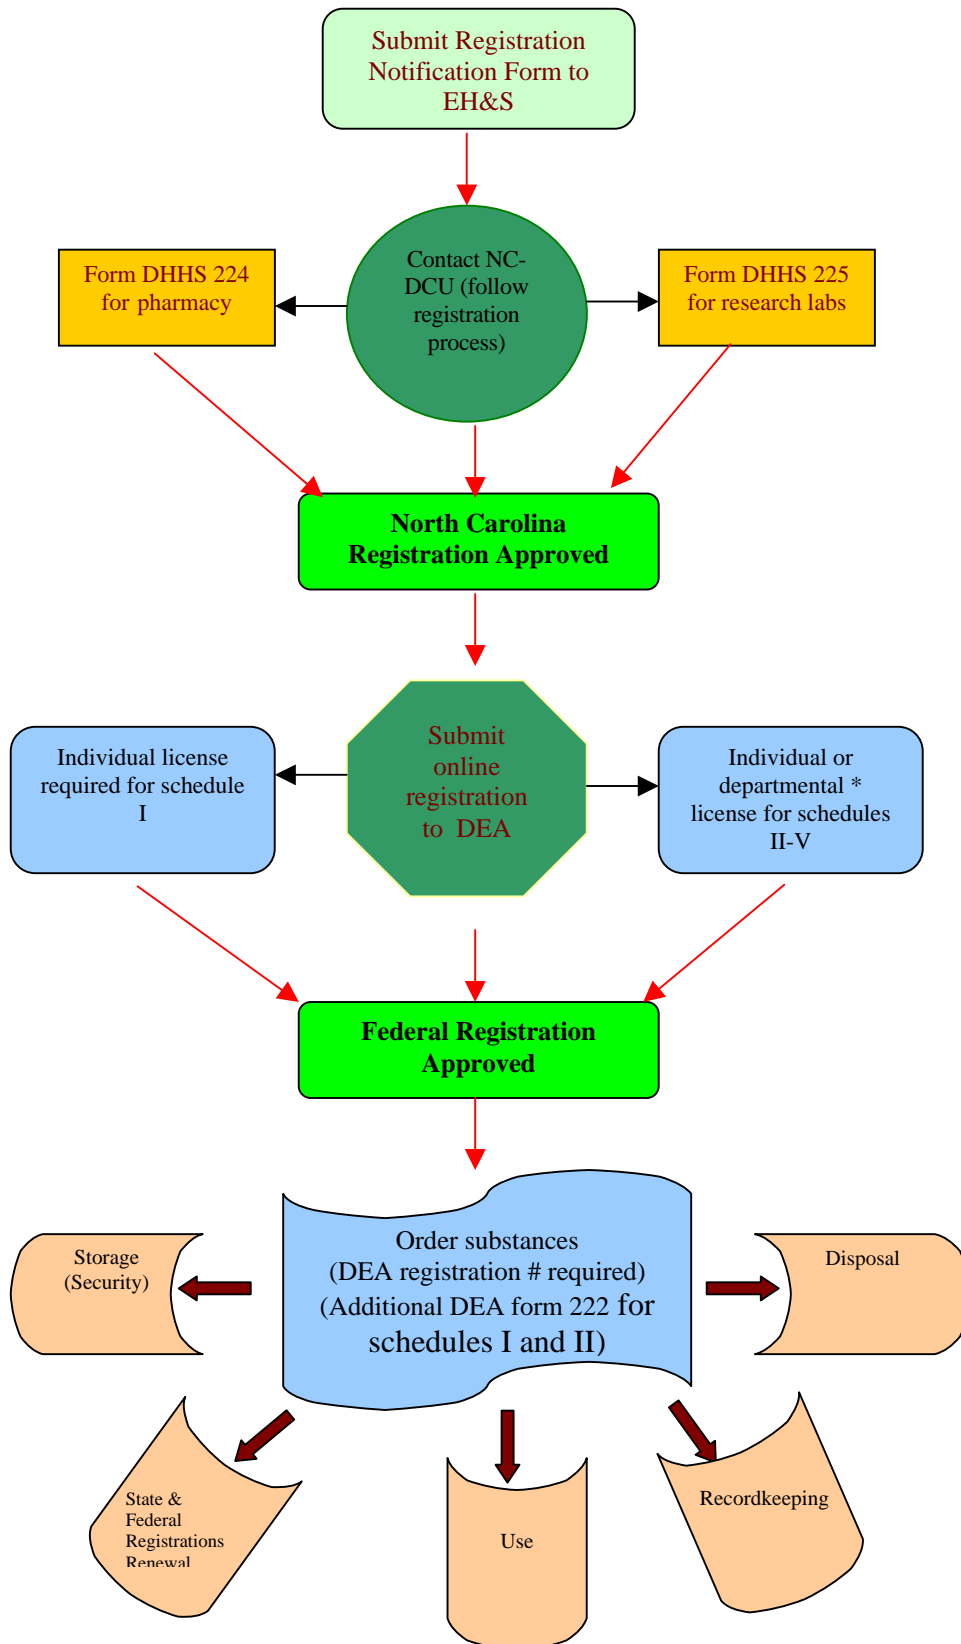 Submit Registration
Notification Form to
EH&S
Contact NC-
DCU (follow
registration
process)
Form DHHS 224
for pharmacy
Form DHHS 225
for research labs
North Carolina
Registration Approved
Submit
online
registration
to DEA
Individual license
required for schedule
I
Individual or
departmental *
license for schedules
II-V
Federal Registration
Approved
Order substances
(DEA registration # required)
(Additional DEA form 222 for
schedules I and II)
Storage
(Security)
Disposal
State &
Federal
Registrations
Renewal
Use
Recordkeeping